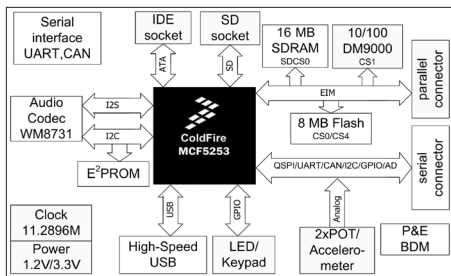 Serial
interface
UART,CAN
IDE
socket
SD
socket
16 MB
SDRAM
SDCS0
10/100
DM9000
CS1
parallel
connector
ATA
SD
EIM
Audio
Codec
WM8731
I2S
I2C
E²PROM
ColdFire
MCF5253
8 MB Flash
CS0/CS4
QSPI/UART/CAN/I2C/GPIO/AD
serial
connector
USB
GPIO
Analog
Clock
11.2896M
Power
1.2V/3.3V
High-Speed
USB
LED/
Keypad
2xPOT/
Accelero-
meter
P&E
BDM